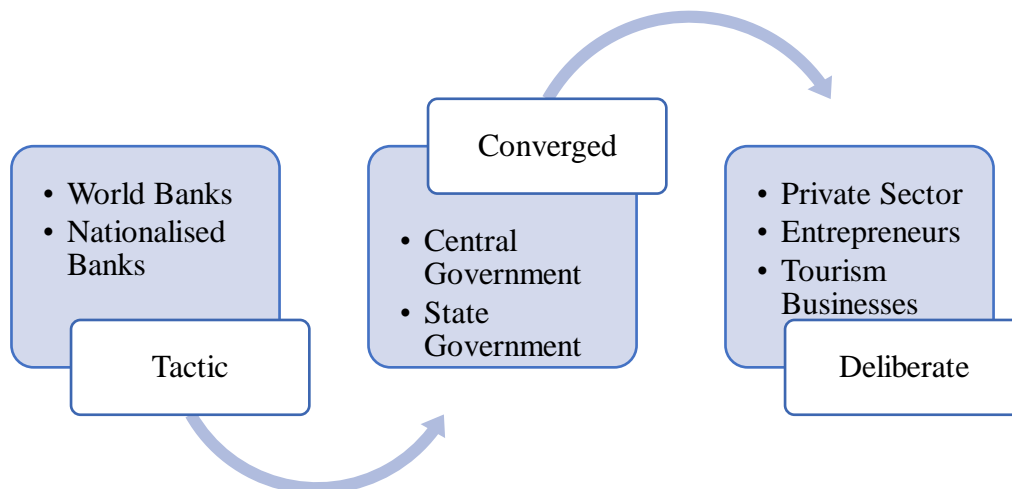 • World Banks
• Nationalised
Banks
Tactic
Converged
• Central
Government
• State
Government
• Private Sector
• Entrepreneurs
• Tourism
Businesses
Deliberate